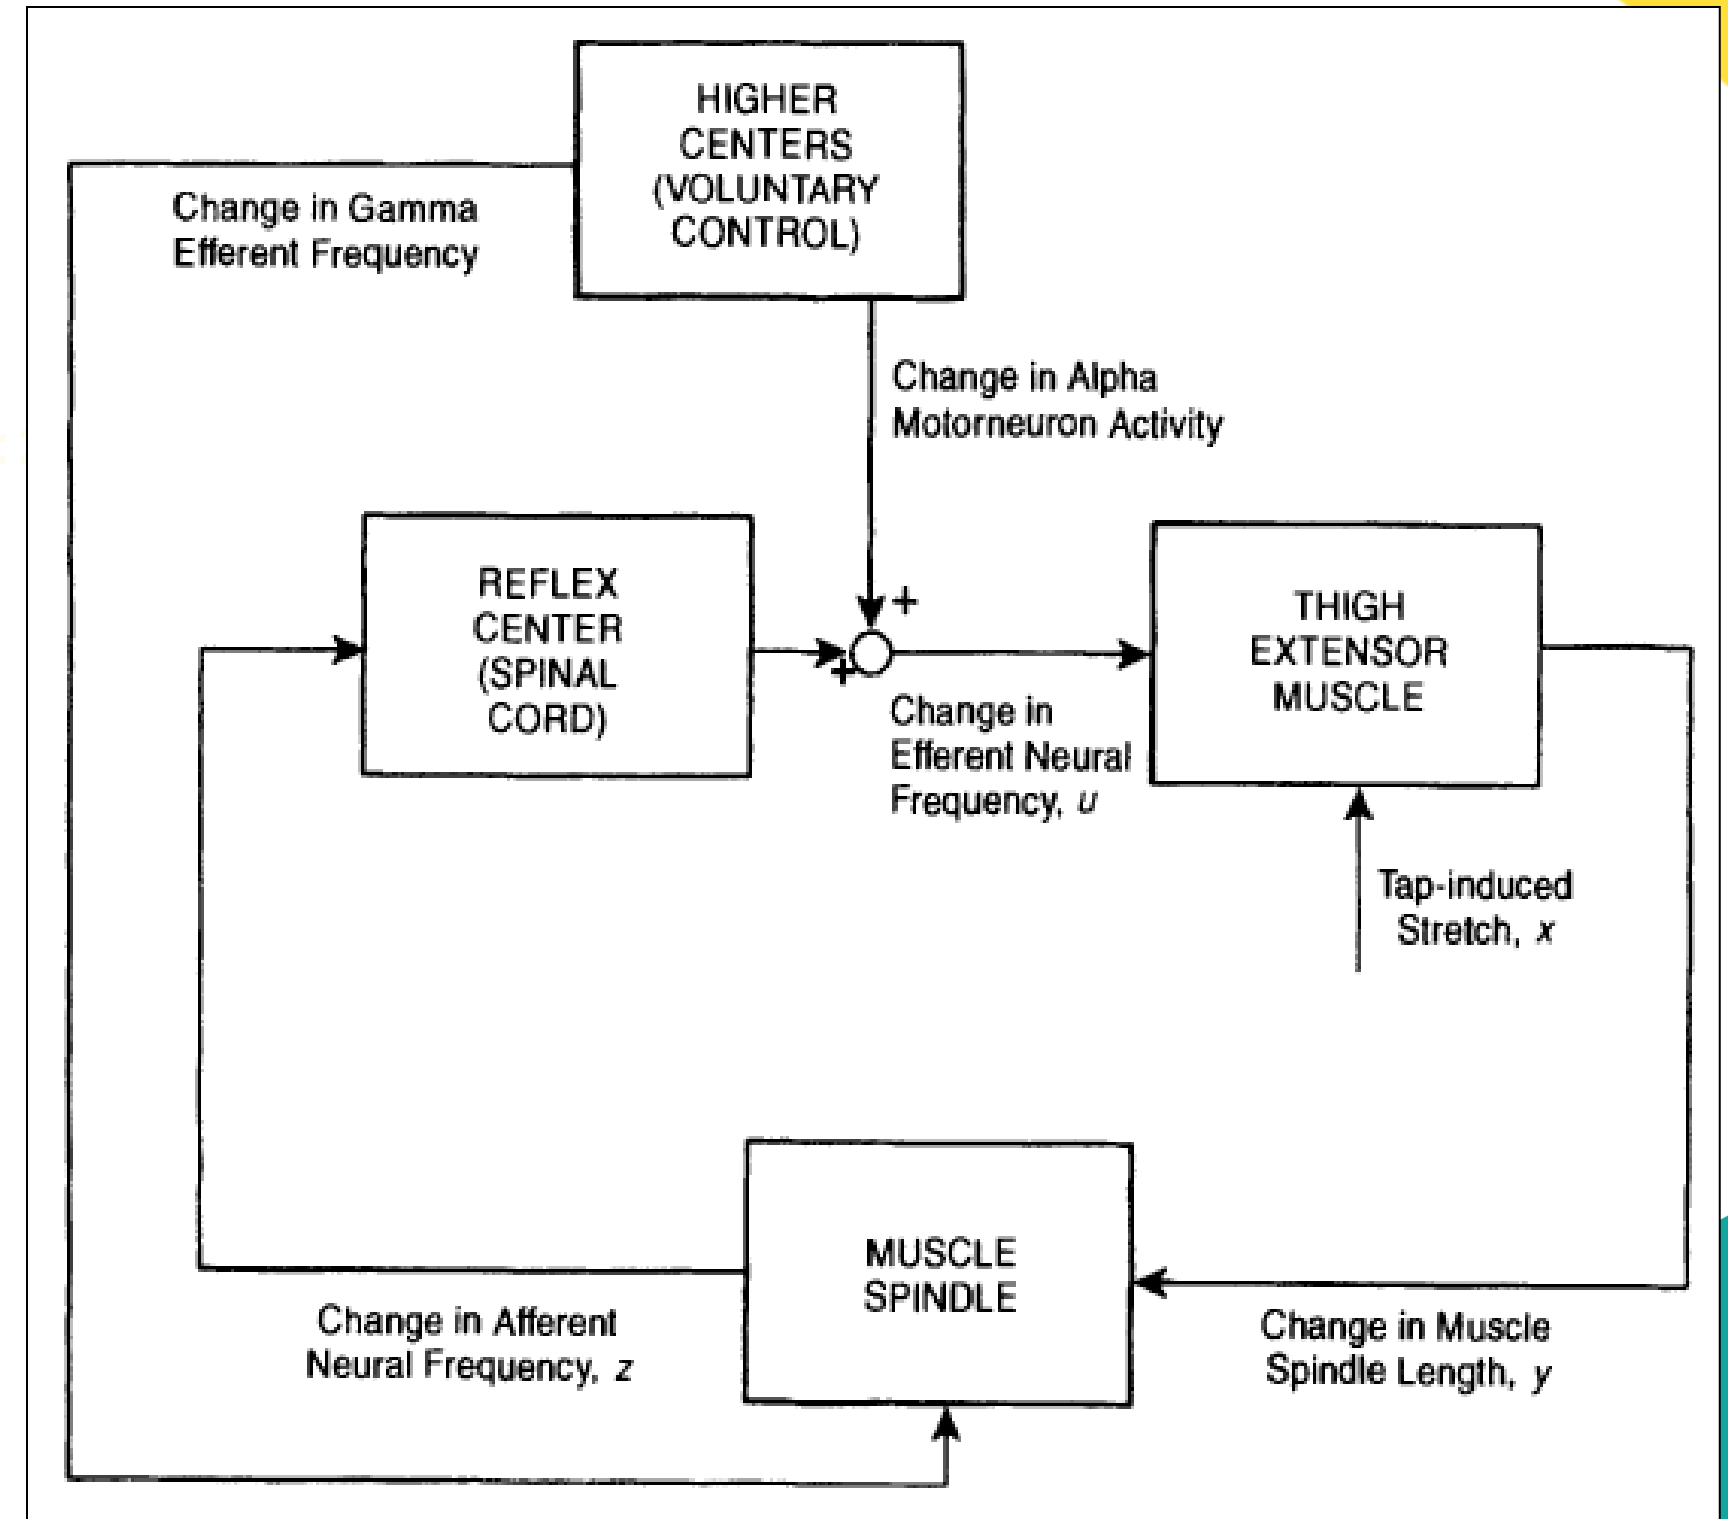 HIGHER
CENTERS
(VOLUNTARY
CONTROL)
Change in Gamma
Efferent Frequency
Change in Alpha
Motorneuron Activity
+
REFLEX
CENTER
(SPINAL
CORD)
+
THIGH
EXTENSOR
MUSCLE
Change in
Efferent Neural
Frequency, u
Tap-induced
Stretch, x
MUSCLE
SPINDLE
Change in Afferent
Neural Frequency, z
Change in Muscle
Spindle Length, y